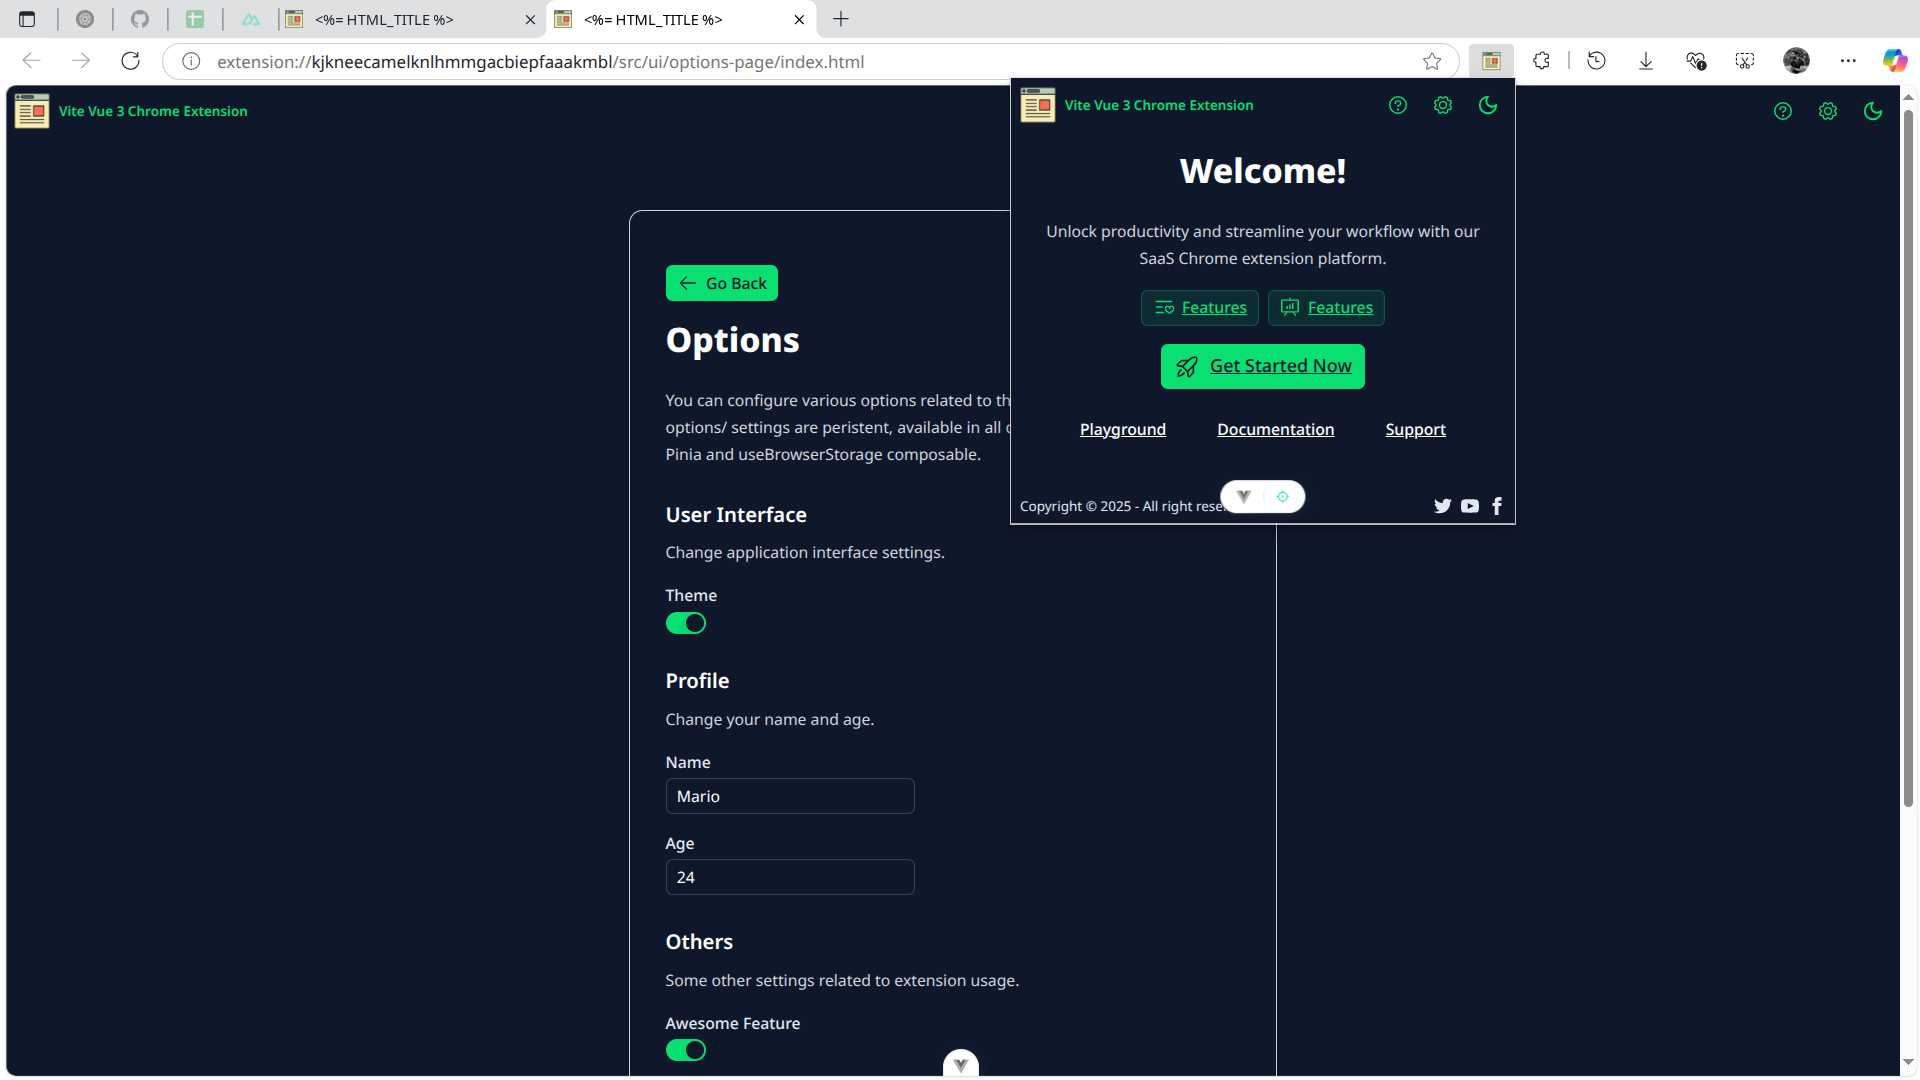 <%= HTML_TITLE %>
<%= HTML_TITLE %>
extension://kjkneecamelknlhmmgacbiepfaaakmbl/src/ui/options-page/index.html
Vite Vue 3 Chrome Extension
Go Back
Options
You can configure various options related to th
options/ settings are peristent, available in all
Pinia and useBrowserStorage composable.
User Interface
Change application interface settings.
Theme
Profile
Change your name and age.
Name
Mario
Age
24
Others
Some other settings related to extension usage.
Awesome Feature
Vite Vue 3 Chrome Extension
Welcome!
Unlock productivity and streamline your workflow with our
SaaS Chrome extension platform.
Features
Features
Get Started Now
Playground
Documentation
Support
Copyright © 2025 - All right rese